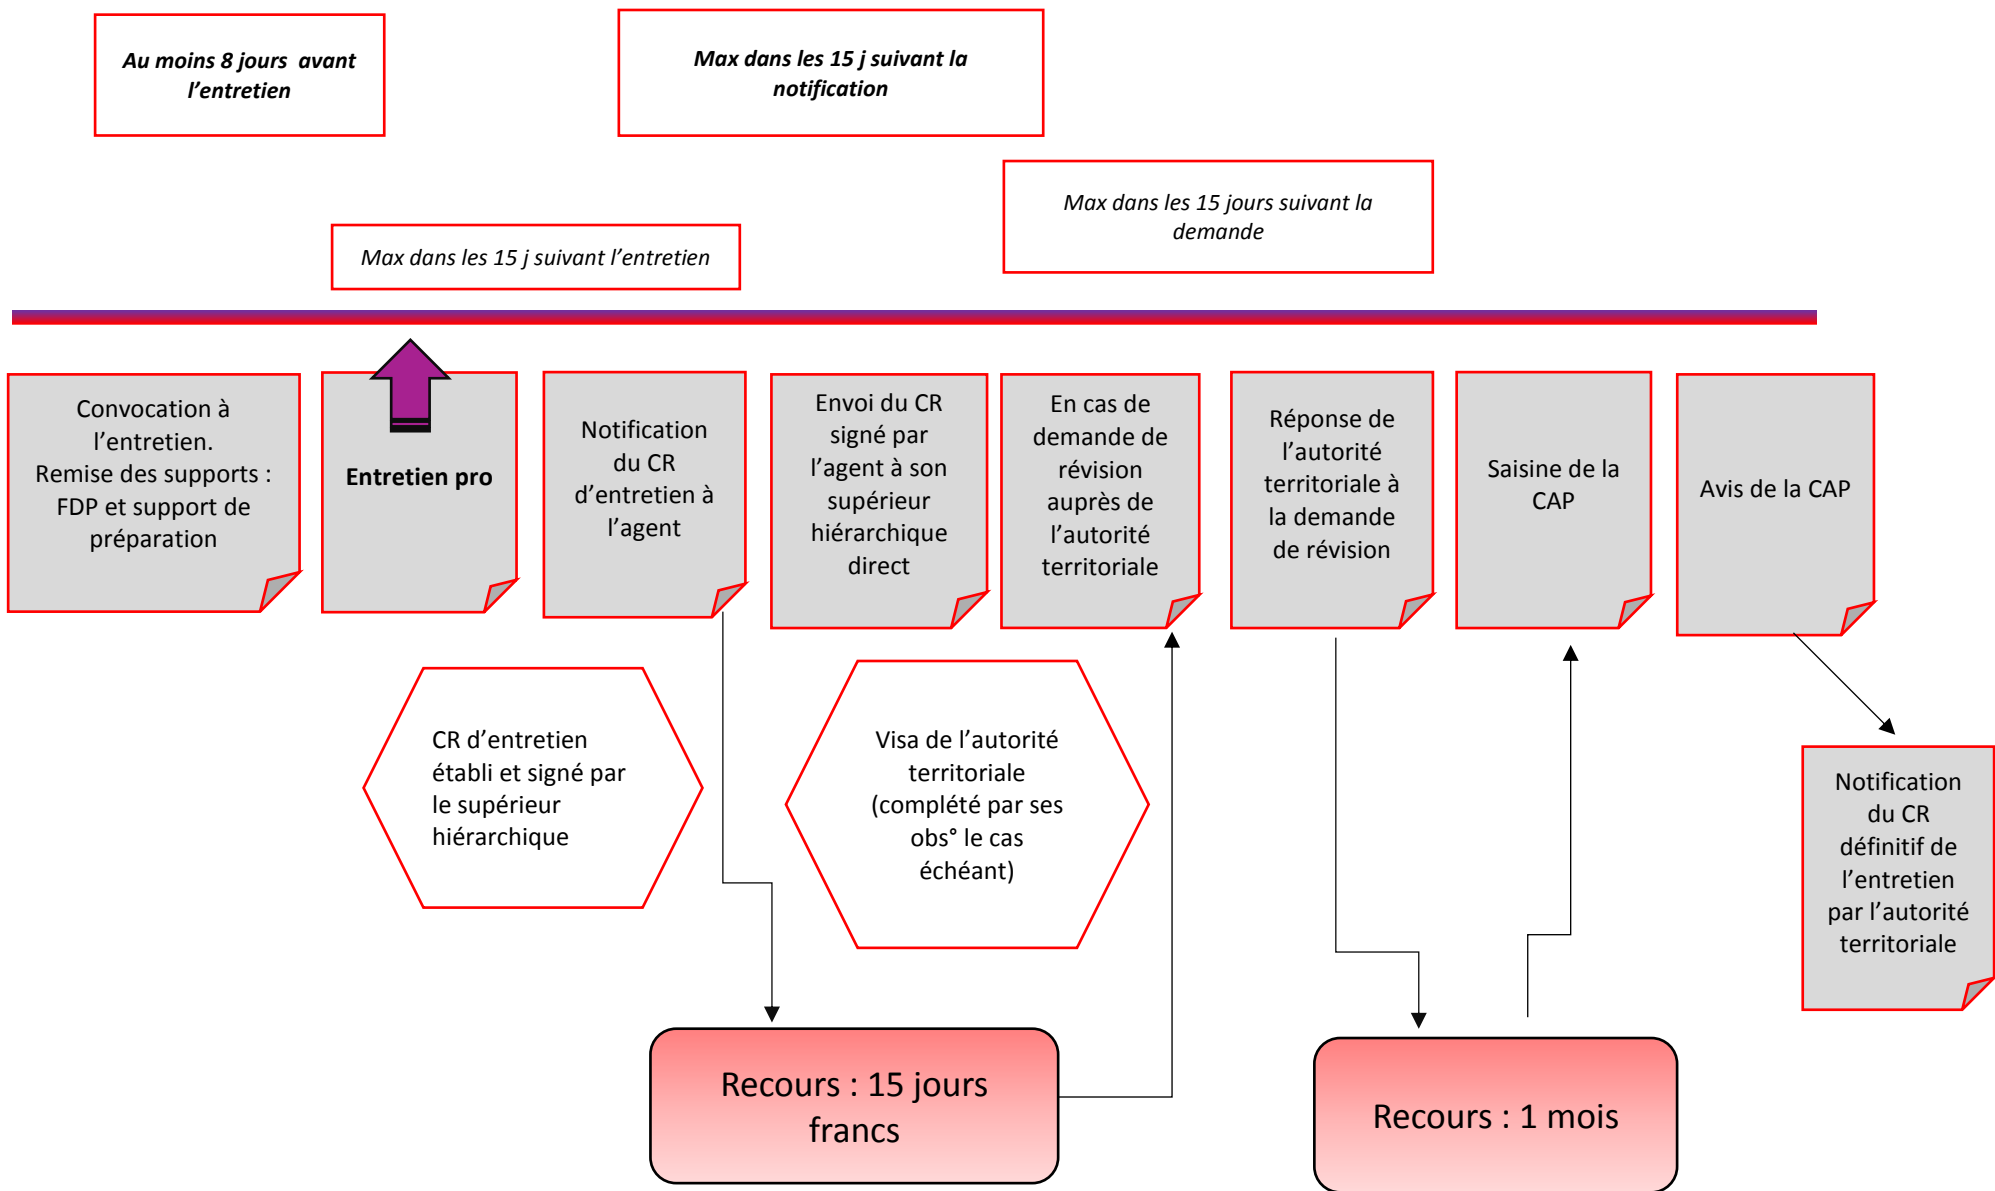 Au moins 8 jours avant
l'entretien
Max dans les 15 j suivant la
notification
Max dans les 15 jours suivant la
demande
Max dans les 15 j suivant l'entretien
Convocation à
l'entretien.
Remise des supports :
FDP et support de
préparation
Entretien pro
Notification
du CR
d'entretien à
l'agent
Envoi du CR
signé par
l'agent à son
supérieur
hiérarchique
direct
En cas de
demande de
révision
auprès de
l'autorité
territoriale
Réponse de
l'autorité
territoriale à
la demande
de révision
Saisine de la
CAP
Avis de la CAP
CR d'entretien
établi et signé par
le supérieur
hiérarchique
Visa de l'autorité
territoriale
(complété par ses
obs° le cas
échéant)
Notification
du CR
définitif de
l'entretien
par l'autorité
territoriale
Recours : 15 jours
francs
Recours : 1 mois